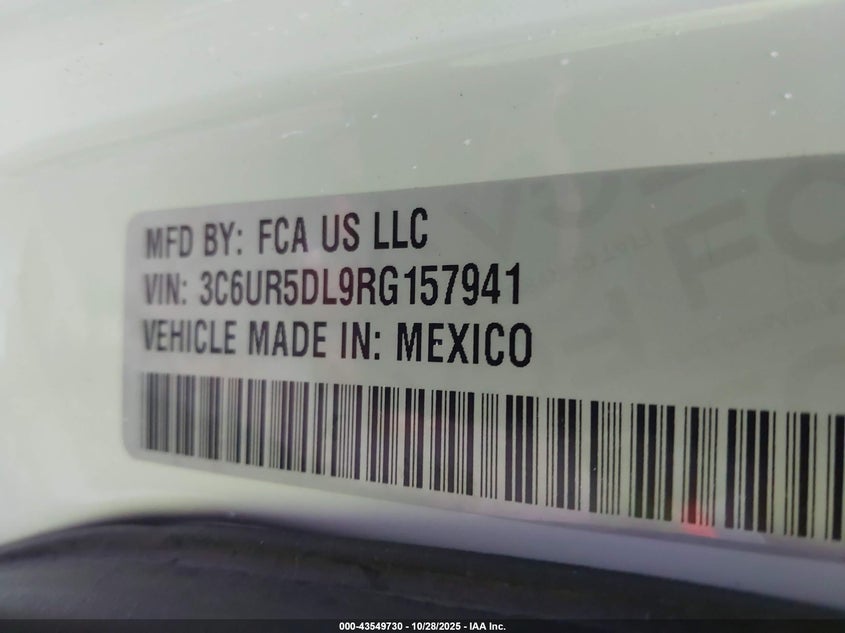 MFD BY: FCA US LLC
VIN: 3C6UR5DL9RG157941
VEHICLE MADE IN: MEXICO
000-43549730 - 10/28/2025 - IAA Inc.